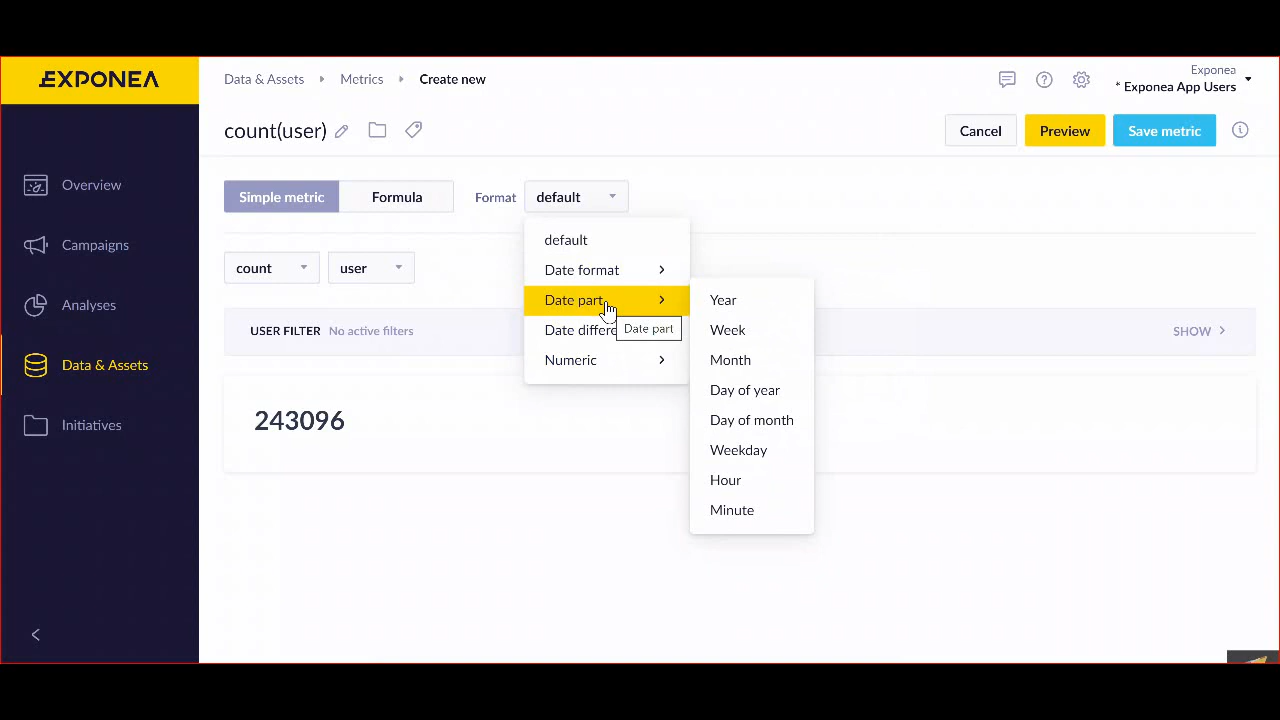 EXPONEA
Data & Assets Metrics Create new
Exponea
* Exponea App Users
count(user)
Cancel Preview Save metric
Overview
Campaigns
Analyses
Data & Assets
Initiatives
Simple metric Formula Format default
default
Date format
Date part
Date differe
Numeric
Date part
count user
USER FILTER No active filters SHOW
243096
Year
Week
Month
Day of year
Day of month
Weekday
Hour
Minute